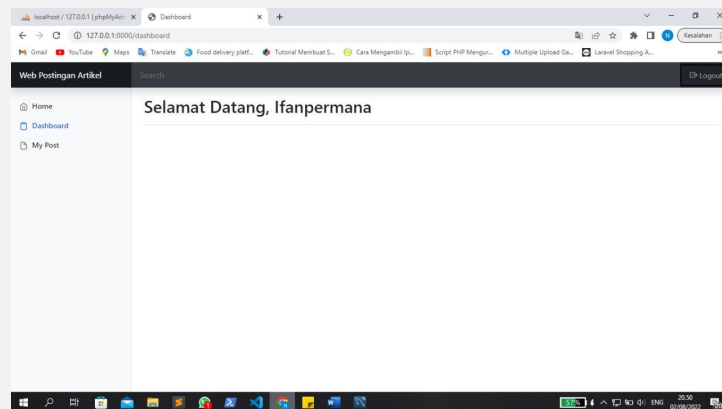 localhost / 127.0.0.1 | phpMyAd
Dashboard
127.0.0.1:8000/dashboard
Kesalahan
Gmail YouTube Maps Translate Food delivery platf... Tutorial Membuat S... Cara Mengambil Ip... Script PHP Mengur... Multiple Upload Ga... Laravel Shopping A...
Web Postingan Artikel Search Logout
Home
Dashboard
My Post
Selamat Datang, Ifanpermana
57% ENG 20.50
02/08/2022